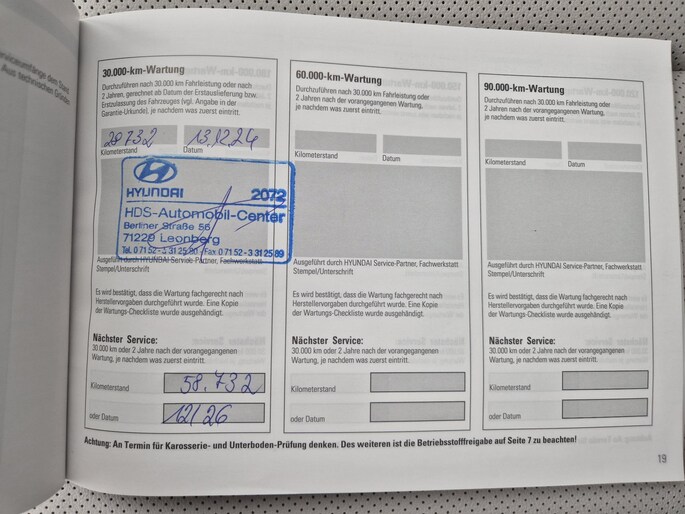 30.000-km-Wartung
Durchzuführen nach 30.000 km Fahrleistung oder nach
2 Jahren, gerechnet ab Datum der Erstauslieferung bzw.
Erstzulassung des Fahrzeuges (vgl. Angabe in der
Garantie-Urkunde), je nachdem was zuerst eintritt.
28732 13.12.24
Kilometerstand Datum
HYUNDAI 2072
HDS-Automobil-Center
Berliner Straße 56
71229 Leonberg
Tel. 0 71 52 - 3 31 25 80 Fax 0 71 52 - 3 31 25 89
Ausgeführt durch HYUNDAI Service-Partner, Fachwerkstatt
Stempel/Unterschrift
Es wird bestätigt, dass die Wartung fachgerecht nach
Herstellervorgaben durchgeführt wurde. Eine Kopie
der Wartungs-Checkliste wurde ausgehändigt.
Nächster Service:
30.000 km oder 2 Jahre nach der vorangegangenen
Wartung, je nachdem was zuerst eintritt.
Kilometerstand 58.732
oder Datum 12/26
60.000-km-Wartung
Durchzuführen nach 30.000 km Fahrleistung oder
2 Jahre nach der vorangegangenen Wartung,
je nachdem was zuerst eintritt.
Kilometerstand Datum
Ausgeführt durch HYUNDAI Service-Partner, Fachwerkstatt
Stempel/Unterschrift
Es wird bestätigt, dass die Wartung fachgerecht nach
Herstellervorgaben durchgeführt wurde. Eine Kopie
der Wartungs-Checkliste wurde ausgehändigt.
Nächster Service:
30.000 km oder 2 Jahre nach der vorangegangenen
Wartung, je nachdem was zuerst eintritt.
Kilometerstand
oder Datum
90.000-km-Wartung
Durchzuführen nach 30.000 km Fahrleistung oder
2 Jahre nach der vorangegangenen Wartung,
je nachdem was zuerst eintritt.
Kilometerstand Datum
Ausgeführt durch HYUNDAI Service-Partner, Fachwerkstatt
Stempel/Unterschrift
Es wird bestätigt, dass die Wartung fachgerecht nach
Herstellervorgaben durchgeführt wurde. Eine Kopie
der Wartungs-Checkliste wurde ausgehändigt.
Nächster Service:
30.000 km oder 2 Jahre nach der vorangegangenen
Wartung, je nachdem was zuerst eintritt.
Kilometerstand
oder Datum
Achtung: An Termin für Karosserie- und Unterboden-Prüfung denken. Des weiteren ist die Betriebsstofffreigabe auf Seite 7 zu beachten!
19